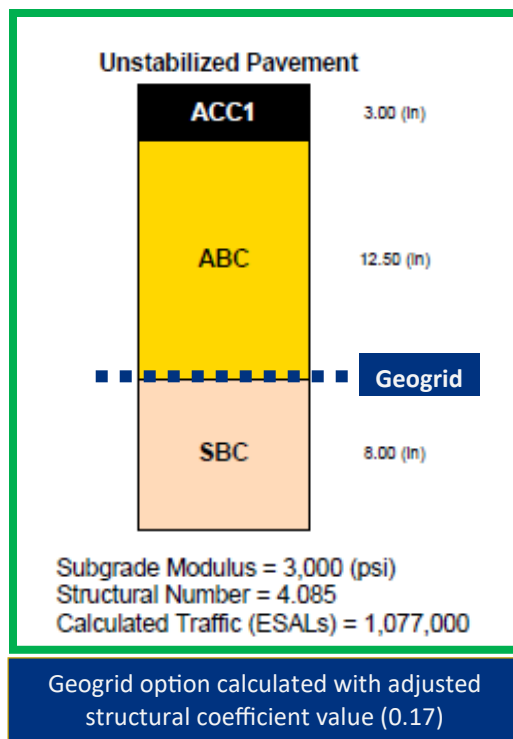 Unstabilized Pavement
ACC1
3.00 (in)
ABC
12.50 (in)
Geogrid
SBC
8.00 (in)
Subgrade Modulus = 3,000 (psi)
Structural Number = 4.085
Calculated Traffic (ESALs) = 1,077,000
Geogrid option calculated with adjusted
structural coefficient value (0.17)